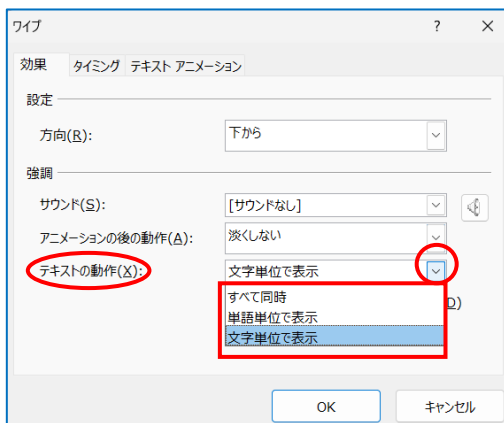 ワイプ ? ×
効果 タイミング テキスト アニメーション
設定
方向(R): 下から
強調
サウンド(S): [サウンドなし]
アニメーションの後の動作(A): 淡くしない
テキストの動作(X): 文字単位で表示
すべて同時
単語単位で表示 D)
文字単位で表示
OK キャンセル